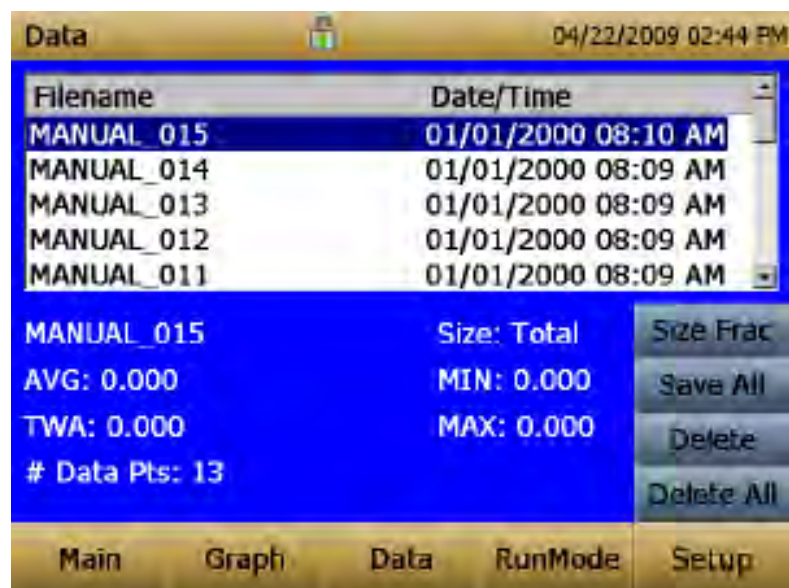 Data 04/22/2009 02:44 PM
Filename Date/Time
MANUAL_015 01/01/2000 08:10 AM
MANUAL_014 01/01/2000 08:09 AM
MANUAL_013 01/01/2000 08:09 AM
MANUAL_012 01/01/2000 08:09 AM
MANUAL_011 01/01/2000 08:09 AM
MANUAL_015 Size: Total Size Frac
AVG: 0.000 MIN: 0.000 Save All
TWA: 0.000 MAX: 0.000 Delete
# Data Pts: 13
Delete All
Main Graph Data RunMode Setup